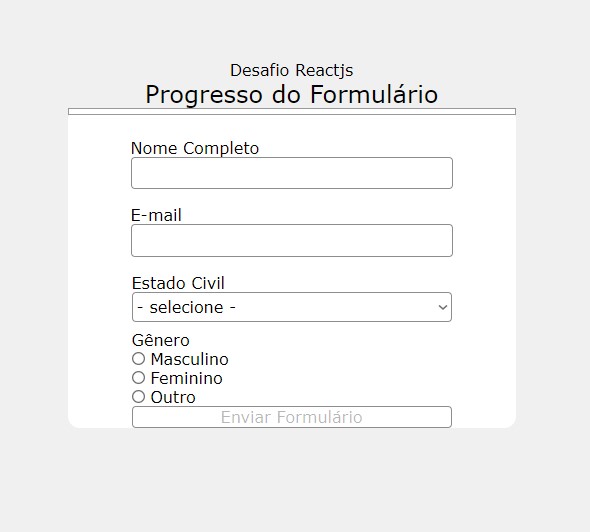 Desafio Reactjs
Progresso do Formulário
Nome Completo
E-mail
Estado Civil
- selecione -
Gênero
Masculino
Feminino
Outro
Enviar Formulário